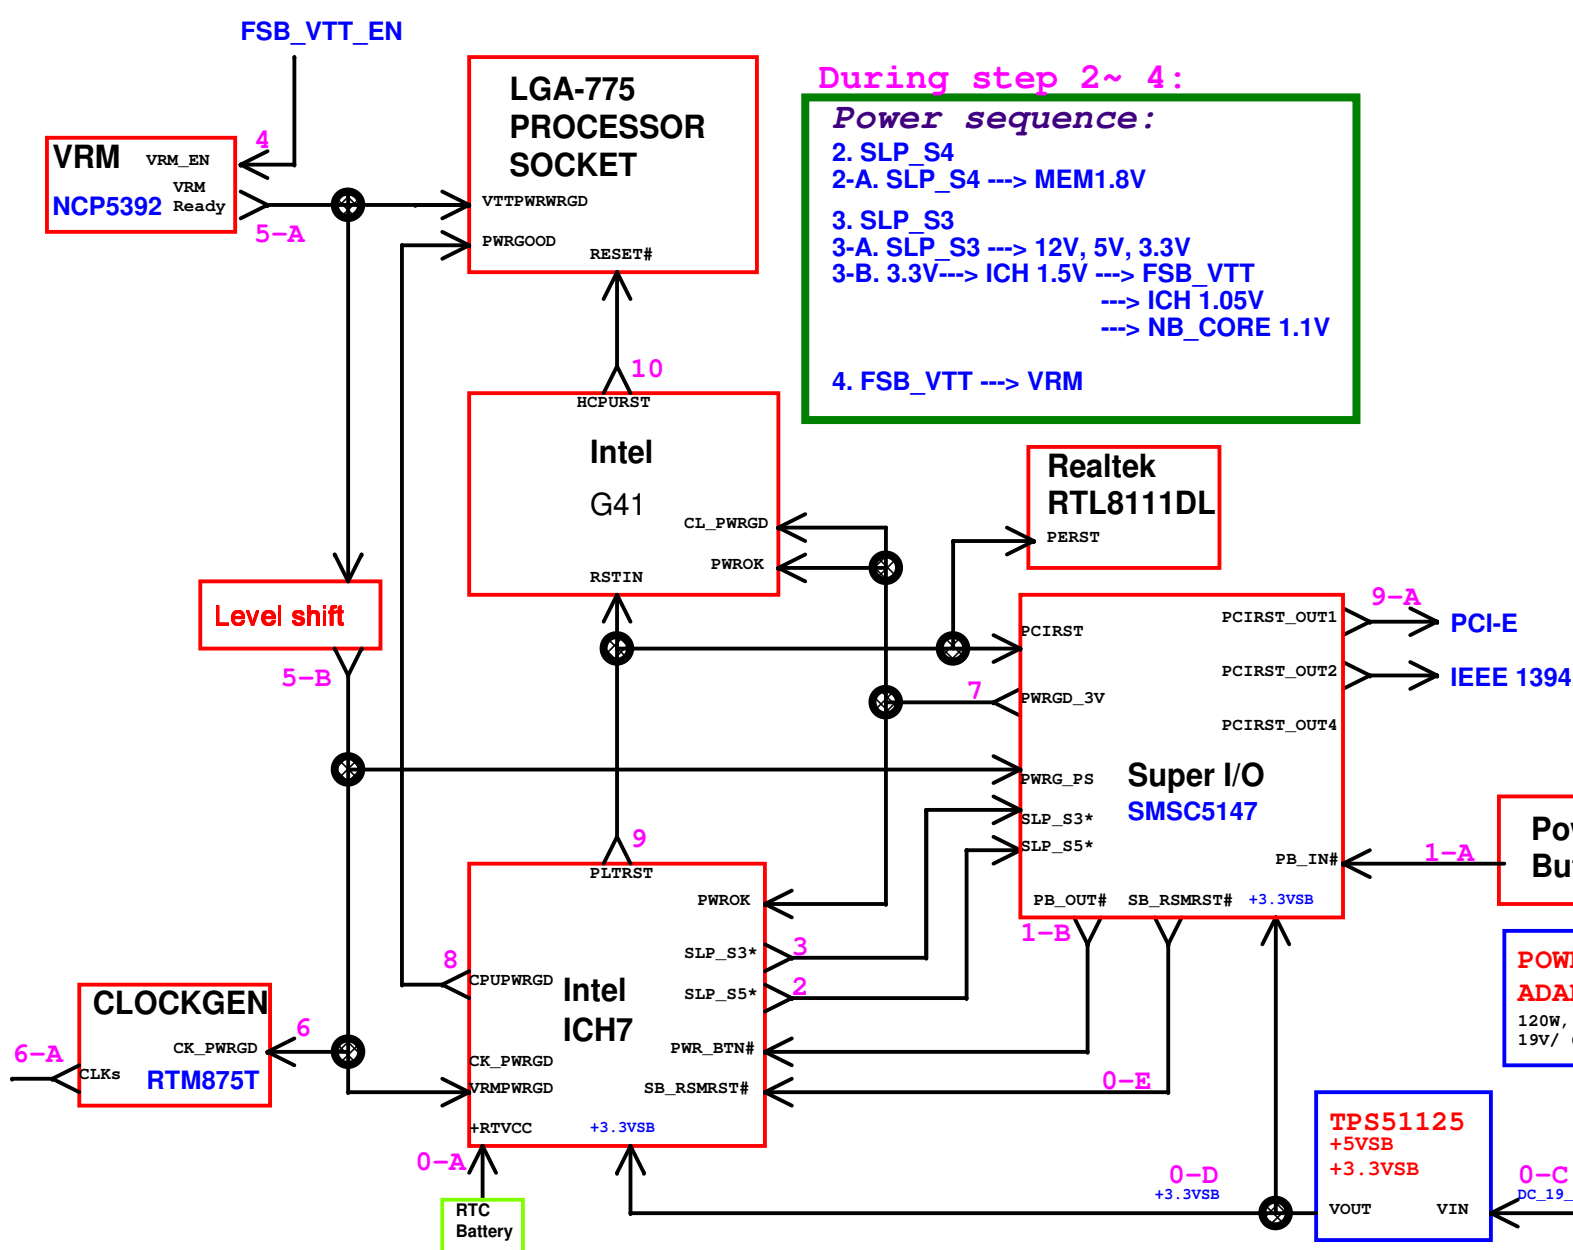 FSB_VTT_EN
LGA-775
PROCESSOR
SOCKET
VTTPWRWRGD
PWRGOOD
RESET#
During step 2~ 4:
Power sequence:
2. SLP_S4
2-A. SLP_S4 ---> MEM1.8V
3. SLP_S3
3-A. SLP_S3 ---> 12V, 5V, 3.3V
3-B. 3.3V---> ICH 1.5V ---> FSB_VTT
---> ICH 1.05V
---> NB_CORE 1.1V
4. FSB_VTT ---> VRM
4
VRM
VRM_EN
VRM
Ready
NCP5392
5-A
10
HCPURST
Intel
G41
CL_PWRGD
PWROK
RSTIN
Realtek
RTL8111DL
PERST
Level shift
5-B
PCIRST
PWRGD_3V
7
PWRG_PS
SLP_S3*
SLP_S5*
Super I/O
SMSC5147
PCIRST_OUT1
PCIRST_OUT2
PCIRST_OUT4
9-A
PCI-E
IEEE 1394
PB_IN#
1-A
PB_OUT#
SB_RSMRST#
+3.3VSB
1-B
9
PLTRST
PWROK
SLP_S3*
3
SLP_S5*
2
8
CPUPWRGD
Intel
ICH7
CK_PWRGD
VRMPWRGD
PWR_BTN#
SB_RSMRST#
0-E
+RTVCC
+3.3VSB
0-A
RTC
Battery
CLOCKGEN
CK_PWRGD
6
RTM875T
CLKs
6-A
120W,
19V/
TPS51125
+5VSB
+3.3VSB
VOUT
VIN
0-D
+3.3VSB
0-C
DC_19_